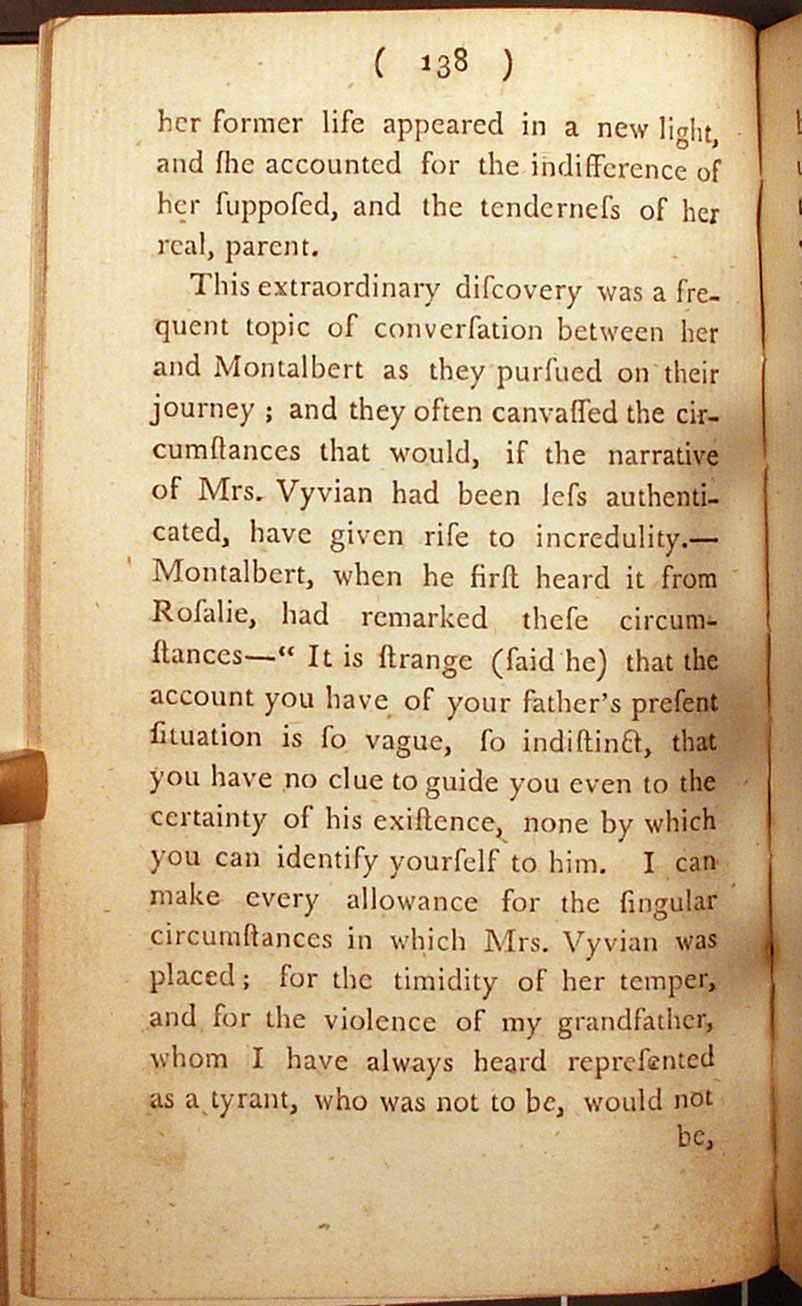 ( 138 )
her former life appeared in a new light,
and ſhe accounted for the indifference of
her ſuppoſed, and the tenderneſs of her
real, parent.
This extraordinary diſcovery was a fre-
quent topic of converſation between her
and Montalbert as they purſued on their
journey ; and they often canvaſſed the cir-
cumſtances that would, if the narrative
of Mrs. Vyvian had been leſs authenti-
cated, have given riſe to incredulity.—
Montalbert, when he firſt heard it from
Roſalie, had remarked theſe circum-
ſtances—“ It is ſtrange (ſaid he) that the
account you have of your father's preſent
ſituation is ſo vague, ſo indiſtinct, that
you have no clue to guide you even to the
certainty of his exiſtence, none by which
you can identify yourſelf to him. I can
make every allowance for the ſingular
circumſtances in which Mrs. Vyvian was
placed ; for the timidity of her temper,
and for the violence of my grandfather,
whom I have always heard repreſented
as a tyrant, who was not to be, would not
be,